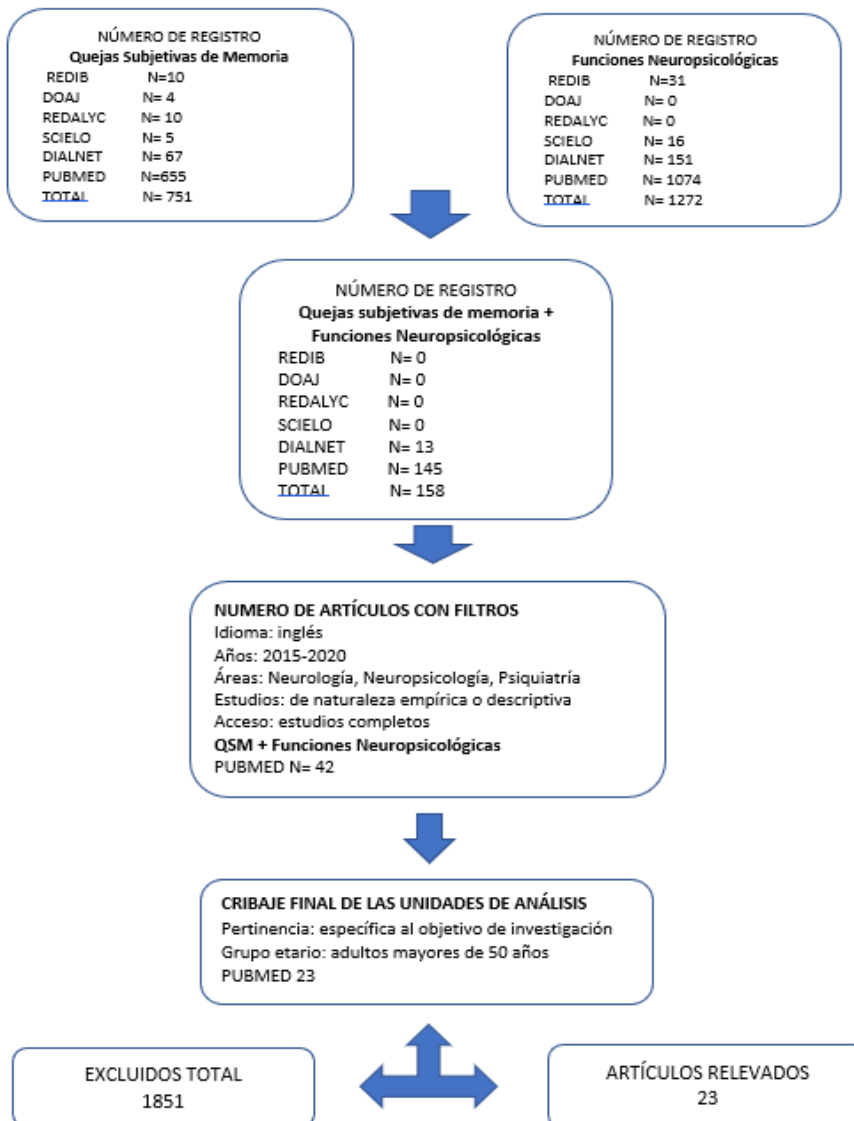 NÚMERO DE REGISTRO
Quejas Subjetivas de Memoria
REDIB N=10
DOAJ N= 4
REDALYC N= 10
SCIELO N= 5
DIALNET N= 67
PUBMED N=655
TOTAL N= 751
NÚMERO DE REGISTRO
Funciones Neuropsicológicas
REDIB N=31
DOAJ N= 0
REDALYC N= 0
SCIELO N= 16
DIALNET N= 151
PUBMED N= 1074
TOTAL N= 1272
NÚMERO DE REGISTRO
Quejas subjetivas de memoria +
Funciones Neuropsicológicas
REDIB N= 0
DOAJ N= 0
REDALYC N= 0
SCIELO N= 0
DIALNET N= 13
PUBMED N= 145
TOTAL N= 158
NUMERO DE ARTÍCULOS CON FILTROS
Idioma: inglés
Años: 2015-2020
Áreas: Neurología, Neuropsicología, Psiquiatría
Estudios: de naturaleza empírica o descriptiva
Acceso: estudios completos
QSM + Funciones Neuropsicológicas
PUBMED N= 42
CRIBAJE FINAL DE LAS UNIDADES DE ANÁLISIS
Pertinencia: específica al objetivo de investigación
Grupo etario: adultos mayores de 50 años
PUBMED 23
EXCLUIDOS TOTAL
1851
ARTÍCULOS RELEVADOS
23